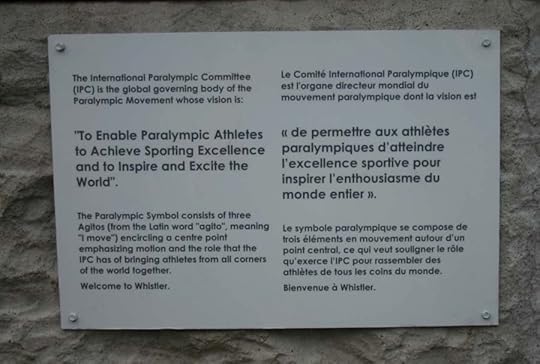 The International Paralympic Committee
(IPC) is the global governing body of the
Paralympic Movement whose vision is:
"To Enable Paralympic Athletes
to Achieve Sporting Excellence
and to Inspire and Excite the
World".
The Paralympic Symbol consists of three
Agitos (from the Latin word "agito", meaning
"I move") encircling a centre point
emphasizing motion and the role that the
IPC has of bringing athletes from all corners
of the world together.
Welcome to Whistler.
Le Comité International Paralympique (IPC)
est l'organe directeur mondial du
mouvement paralympique dont la vision est
« de permettre aux athlètes
paralympiques d'atteindre
l'excellence sportive pour
inspirer l'enthousiasme du
monde entier ».
Le symbole paralympique se compose de
trois éléments en mouvement autour d'un
point central, ce qui veut souligner le rôle
qu'exerce l'IPC pour rassembler des
athlètes de tous les coins du monde.
Bienvenue à Whistler.